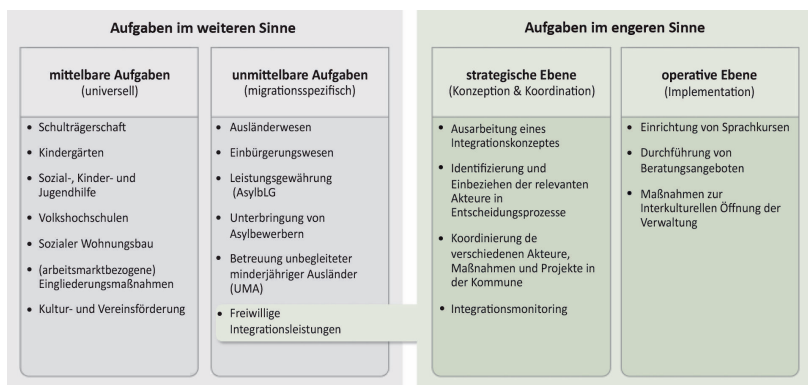 Aufgaben im weiteren Sinne
mittelbare Aufgaben
(universell)
• Schulträgerschaft
• Kindergärten
• Sozial-, Kinder- und
Jugendhilfe
• Volkshochschulen
• Sozialer Wohnungsbau
• (arbeitsmarktbezogene)
Eingliederungsmaßnahmen
• Kultur- und Vereinsförderung
unmittelbare Aufgaben
(migrationsspezifisch)
• Ausländerwesen
• Einbürgerungswesen
• Leistungsgewährung
(AsylbLG
• Unterbringung von
Asylbewerbern
• Betreuung unbegleiteter
minderjähriger Ausländer
(UMA)
• Freiwillige
Integrationsleistungen
Aufgaben im engeren Sinne
strategische Ebene
(Konzeption & Koordination)
• Ausarbeitung eines
Integrationskonzeptes
• Identifizierung und
Einbeziehen der relevanten
Akteure in
Entscheidungsprozesse
• Koordinierung de
verschiedenen Akteure,
Maßnahmen und Projekte in
der Kommune
• Integrationsmonitoring
operative Ebene
(Implementation)
• Einrichtung von Sprachkursen
• Durchführung von
Beratungsangeboten
• Maßnahmen zur
Interkulturellen Öffnung der
Verwaltung